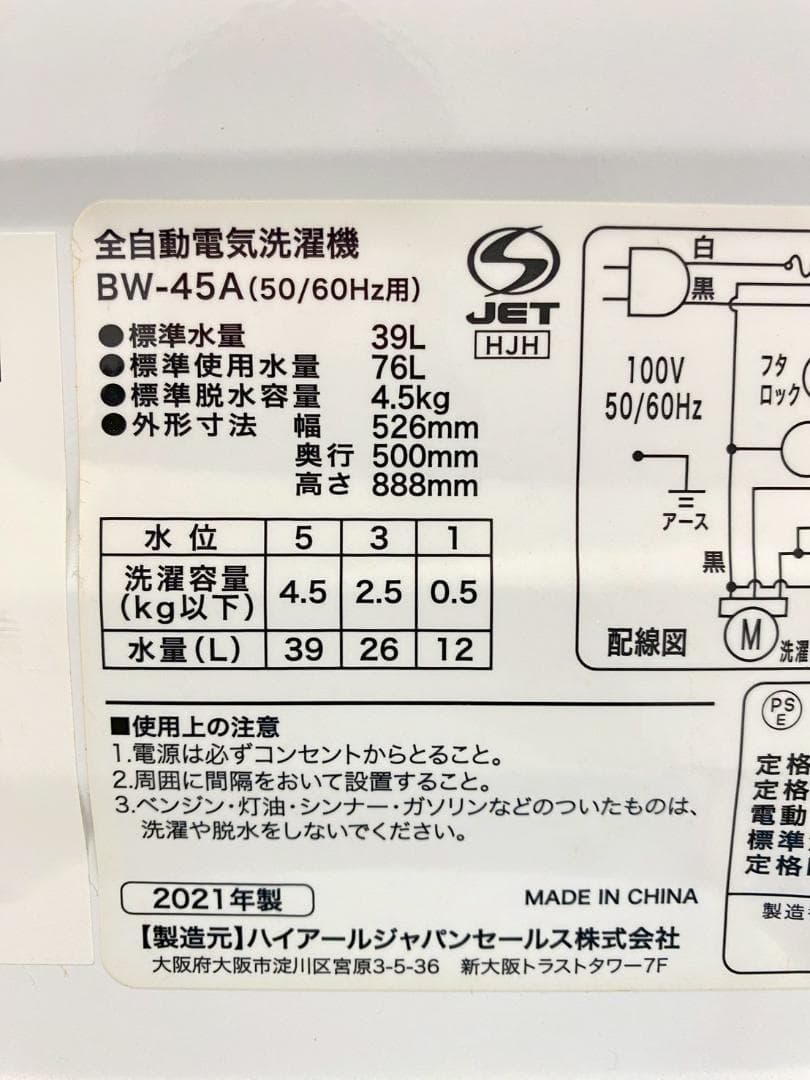 全自動電気洗濯機
BW-45A(50/60Hz用)
JET
HJH
●標準水量 39L
●標準使用水量 76L
●標準脱水容量 4.5kg
●外形寸法 幅 526mm
奥行 500mm
高さ 888mm
水位 5 3 1
洗濯容量(kg以下) 4.5 2.5 0.5
水量(L) 39 26 12
白
黒
100V
50/60Hz
フタ
ロック
アース
黒
M
配線図
洗濯
■使用上の注意
1.電源は必ずコンセントからとること。
2.周囲に間隔をおいて設置すること。
3.ベンジン・灯油・シンナー・ガソリンなどのついたものは、
洗濯や脱水をしないでください。
2021年製
MADE IN CHINA
【製造元】ハイアールジャパンセールス株式会社
大阪府大阪市淀川区宮原3-5-36 新大阪トラストタワー7F
PS
E
定格
定格
電動
標準
定格
製造